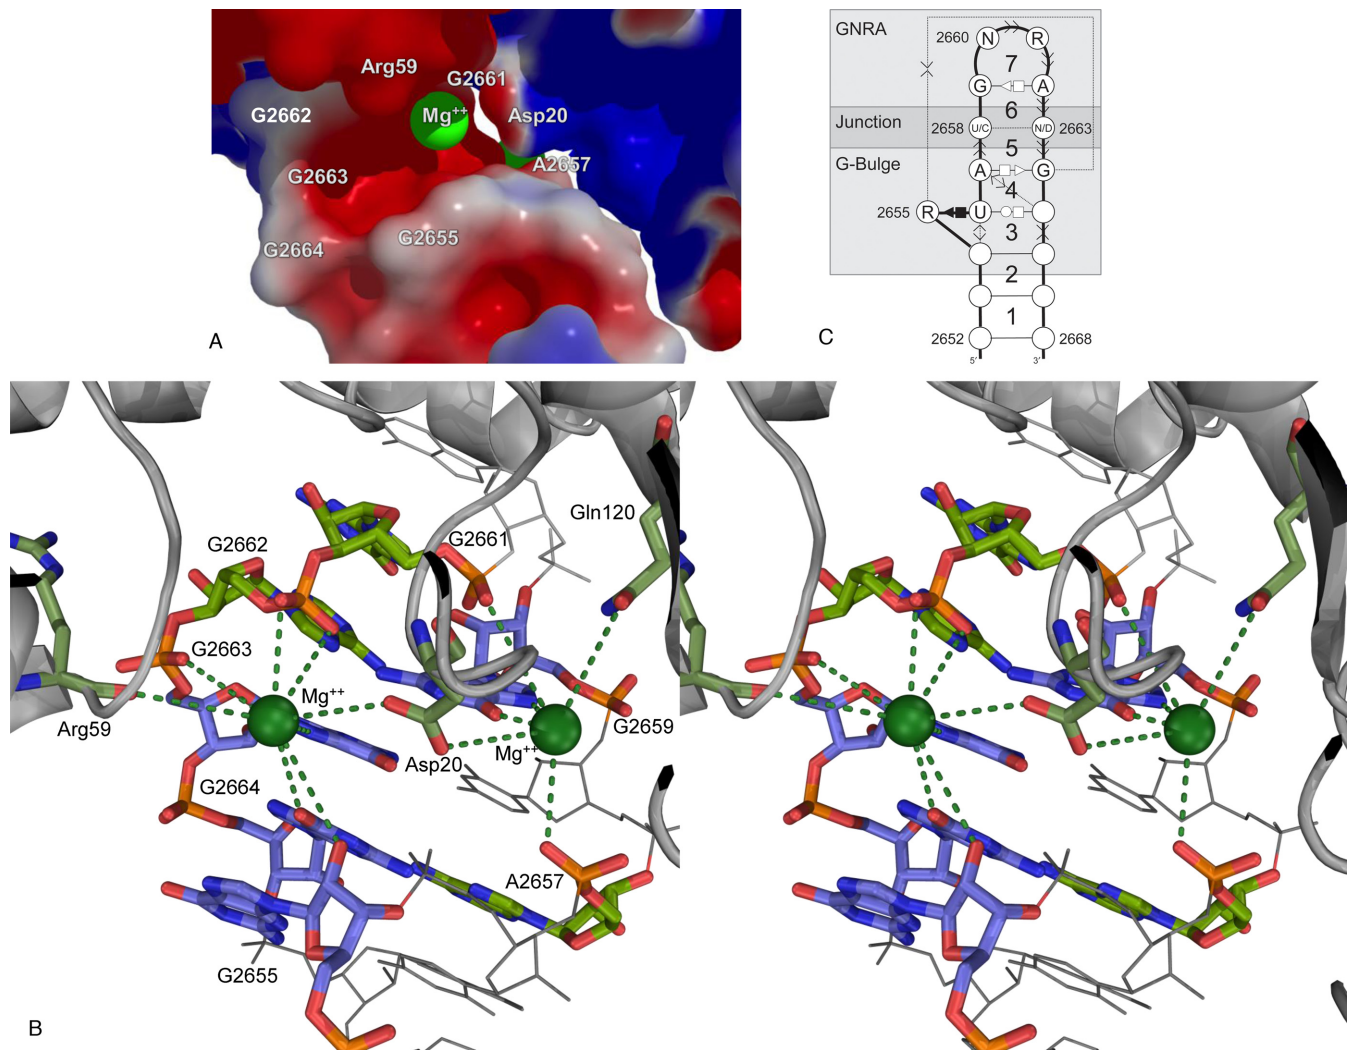 Arg59
G2661
G2662
Mg++
Asp20
G2663
A2657
G2655
G2664
A
GNRA
2660
N
R
7
G
A
6
Junction
2658
U/C
N/D
2663
5
G-Bulge
A
G
4
2655
R
U
3
2
1
2652
2668
5′
3′
C
Gln120
G2661
G2662
G2663
Mg++
Arg59
G2659
Mg++
Asp20
G2664
A2657
G2655
B